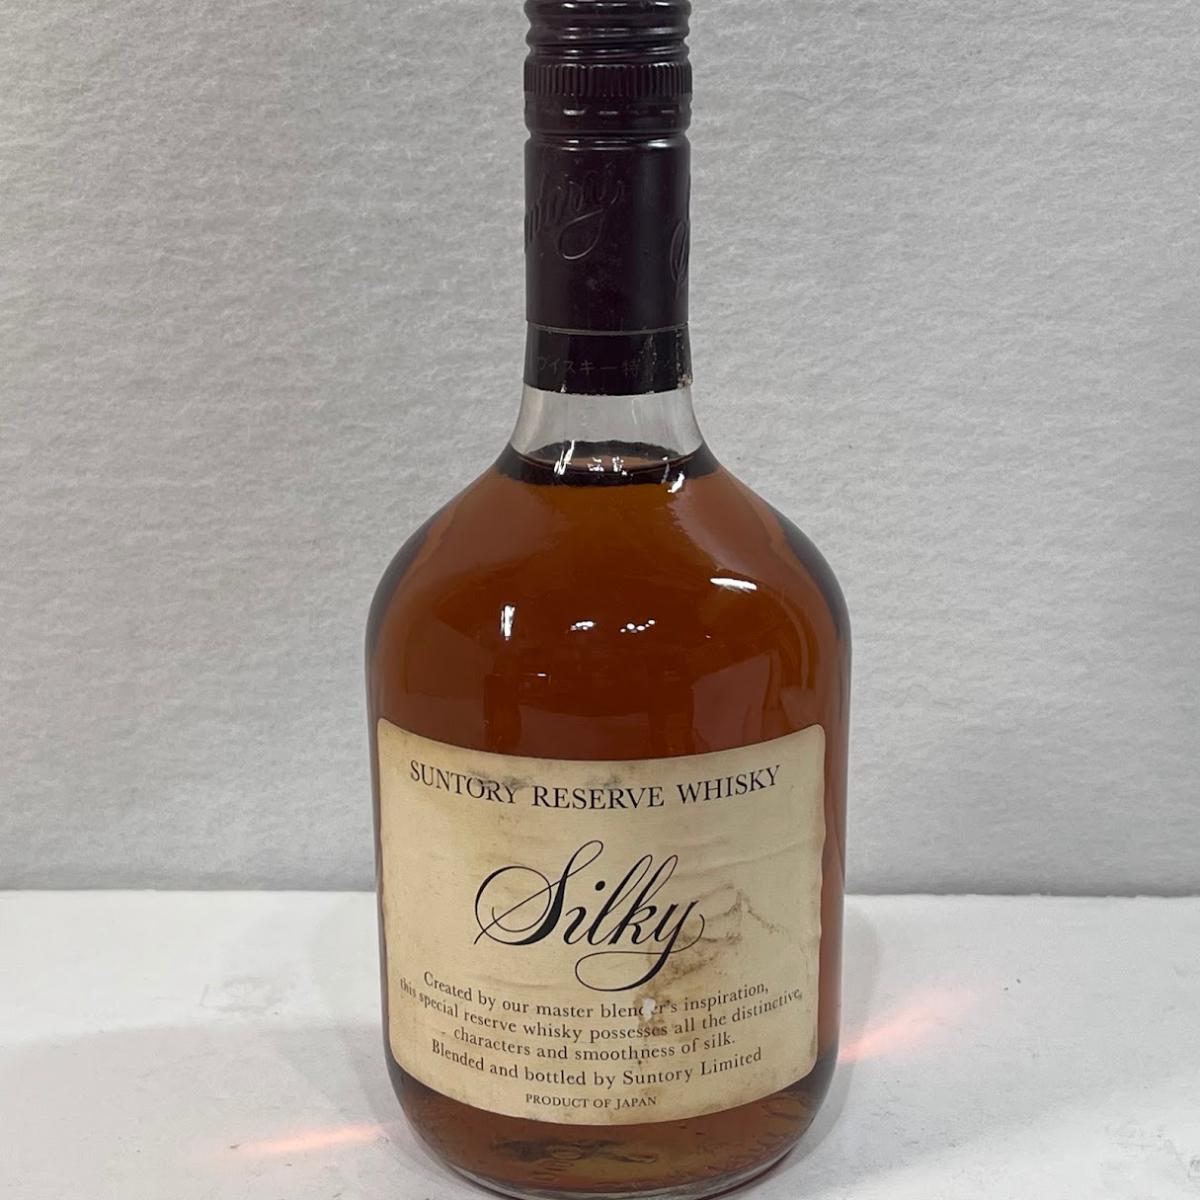 ウイスキー特
SUNTORY RESERVE WHISKY
Silky
Created by our master blender's inspiration,
this special reserve whisky possesses all the distinctive,
characters and smoothness of silk.
Blended and bottled by Suntory Limited
PRODUCT OF JAPAN